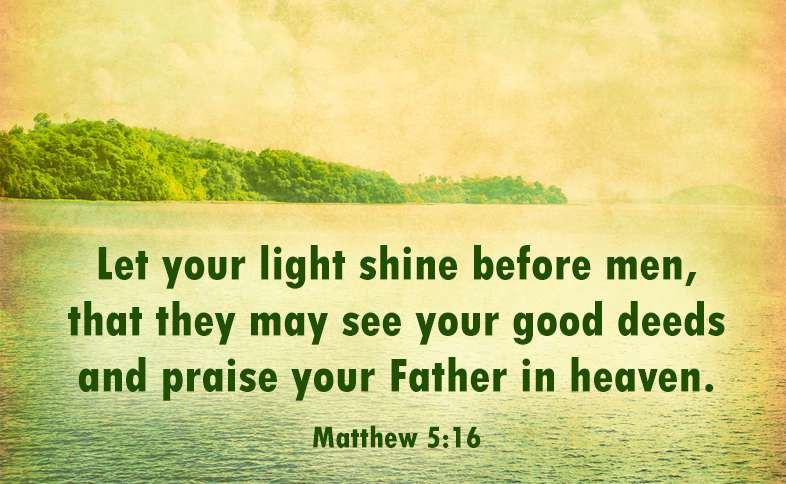 Let your light shine before men,
that they may see your good deeds
and praise your Father in heaven.
Matthew 5:16